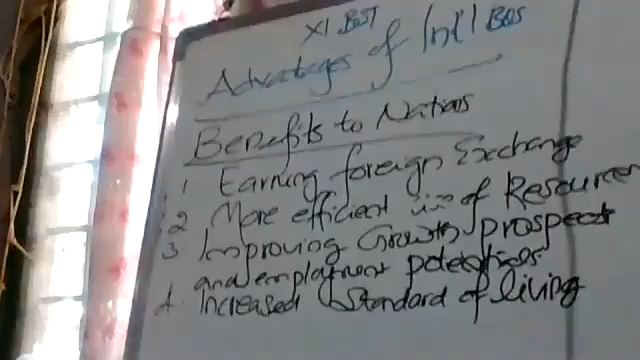 XI BST
Advantages of Int'l Bus
Benefits to Nations
1 Earning foreign Exchange
2 More efficient use of Resources
3 Improving Growth prospects
and employment potentials
4. Increased Standard of living